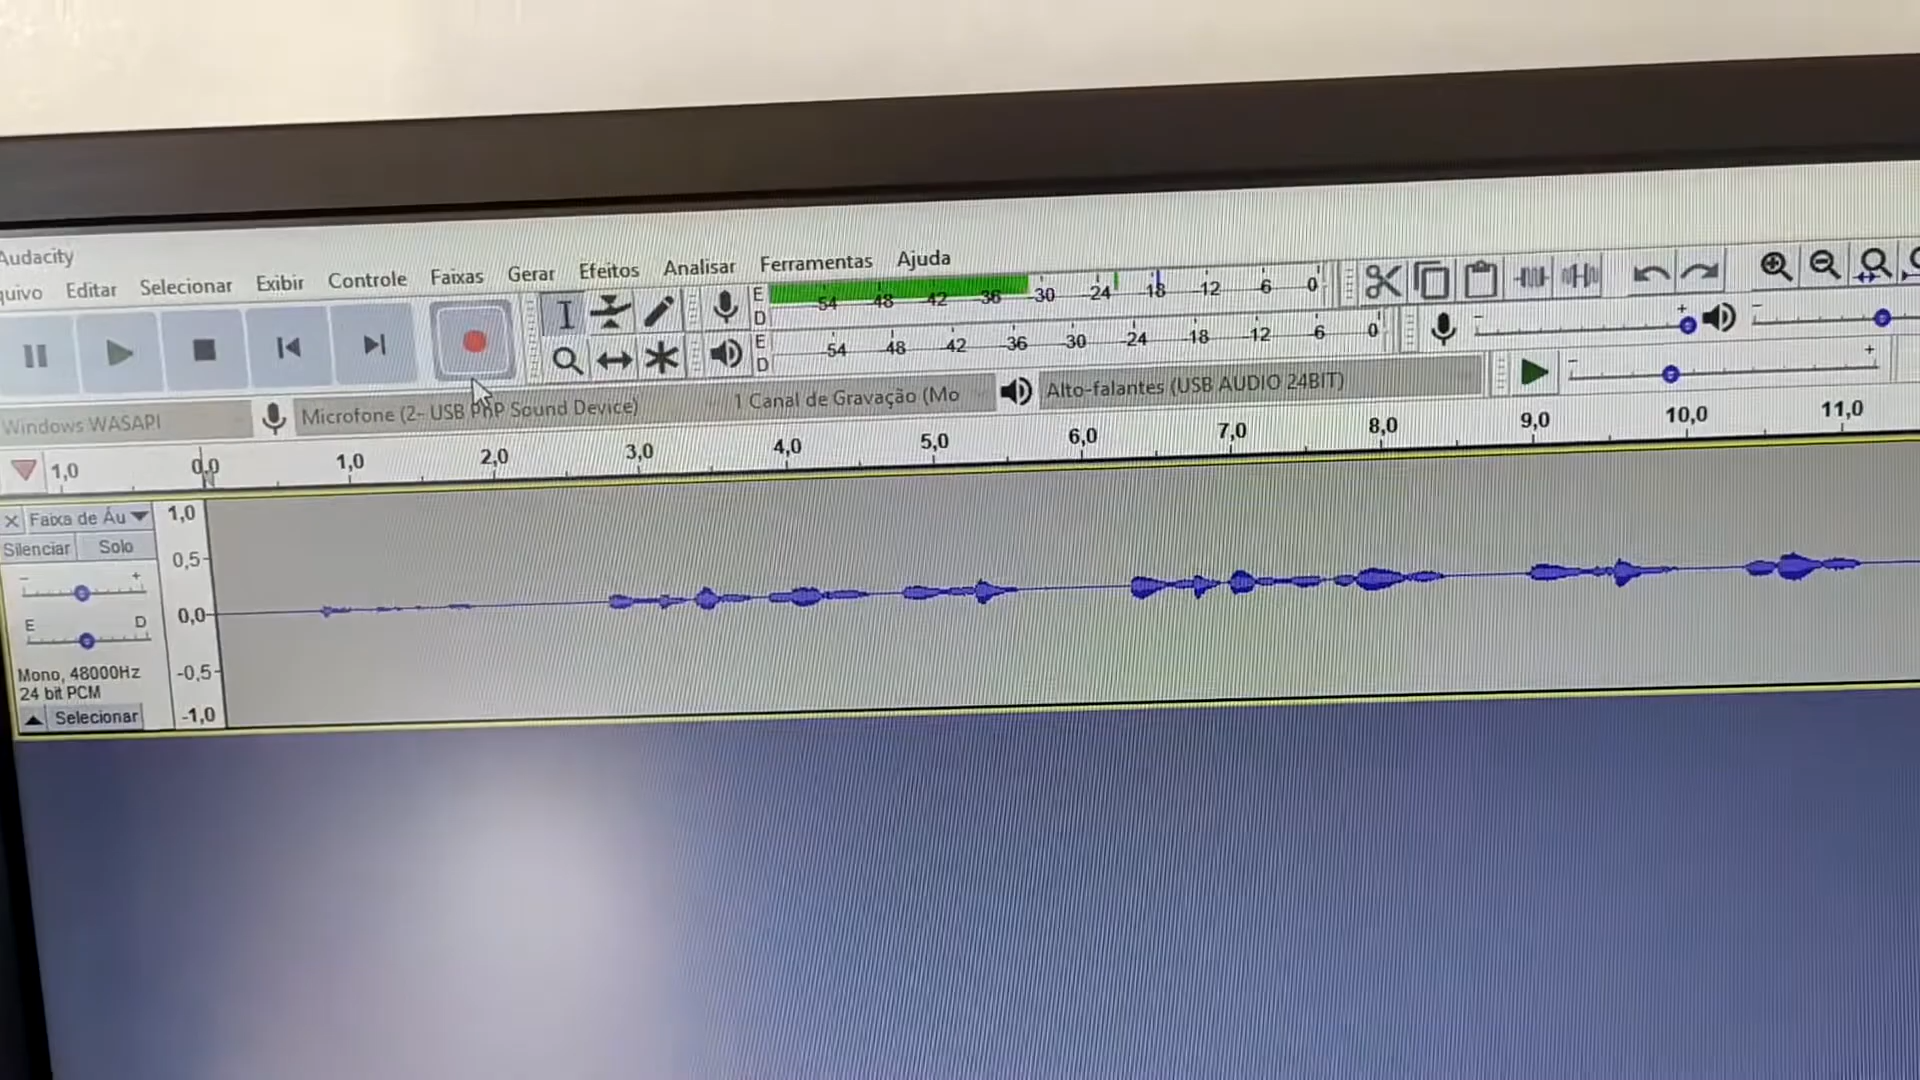 Audacity
quivo Editar Selecionar Exibir Controle Faixas Gerar Efeitos Analisar Ferramentas Ajuda
E -54 -48 -42 -36 -30 -24 -18 -12 -6 0
D
E -54 -48 -42 -36 -30 -24 -18 -12 -6 0
D
Windows WASAPI Microfone (2- USB PnP Sound Device) 1 Canal de Gravação (Mo Alto-falantes (USB AUDIO 24BIT)
1,0 0,0 1,0 2,0 3,0 4,0 5,0 6,0 7,0 8,0 9,0 10,0 11,0
Faixa de Áu 1,0
Silenciar Solo 0,5
E D 0,0
Mono, 48000Hz -0,5
24 bit PCM
Selecionar -1,0